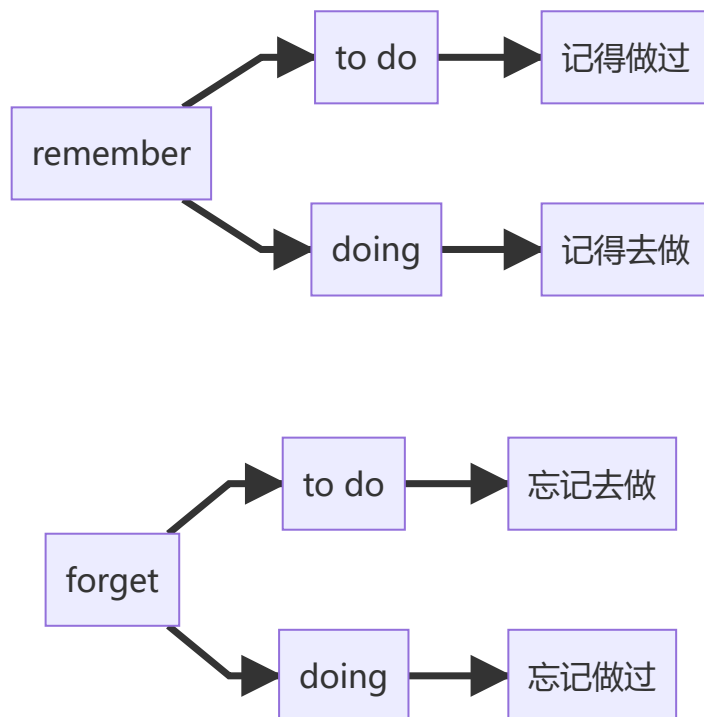 remember
to do
记得做过
doing
记得去做
forget
to do
忘记去做
doing
忘记做过